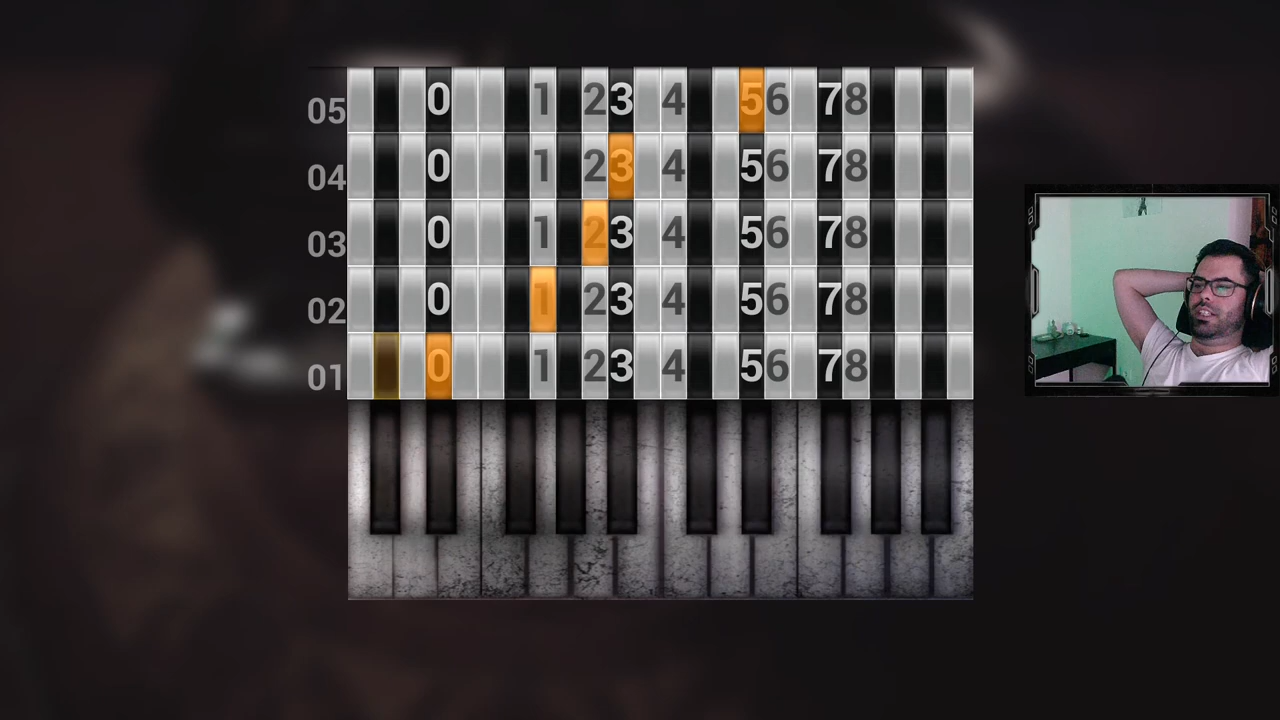 05 0 1 2 3 4 5 6 7 8
04 0 1 2 3 4 5 6 7 8
03 0 1 2 3 4 5 6 7 8
02 0 1 2 3 4 5 6 7 8
01 0 1 2 3 4 5 6 7 8